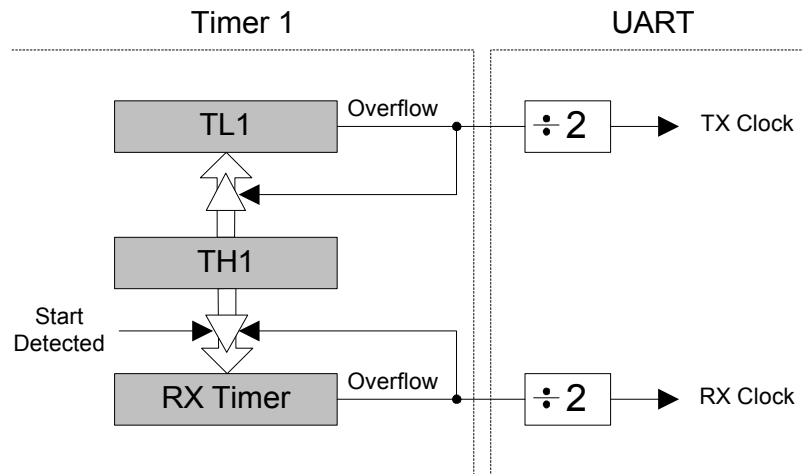 Timer 1
UART
TL1
Overflow
÷ 2
TX Clock
TH1
Start
Detected
RX Timer
Overflow
÷ 2
RX Clock